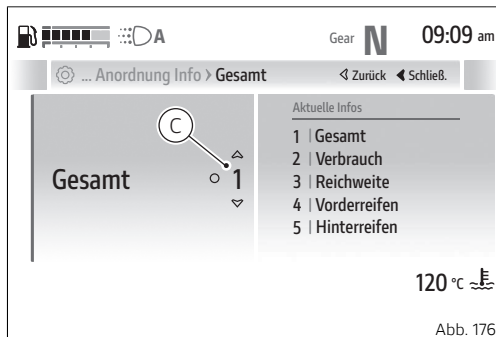 A Gear N 09:09 am
... Anordnung Info › Gesamt Zurück Schließ.
C
Gesamt 1
Aktuelle Infos
1 | Gesamt
2 | Verbrauch
3 | Reichweite
4 | Vorderreifen
5 | Hinterreifen
120 °C
Abb. 176